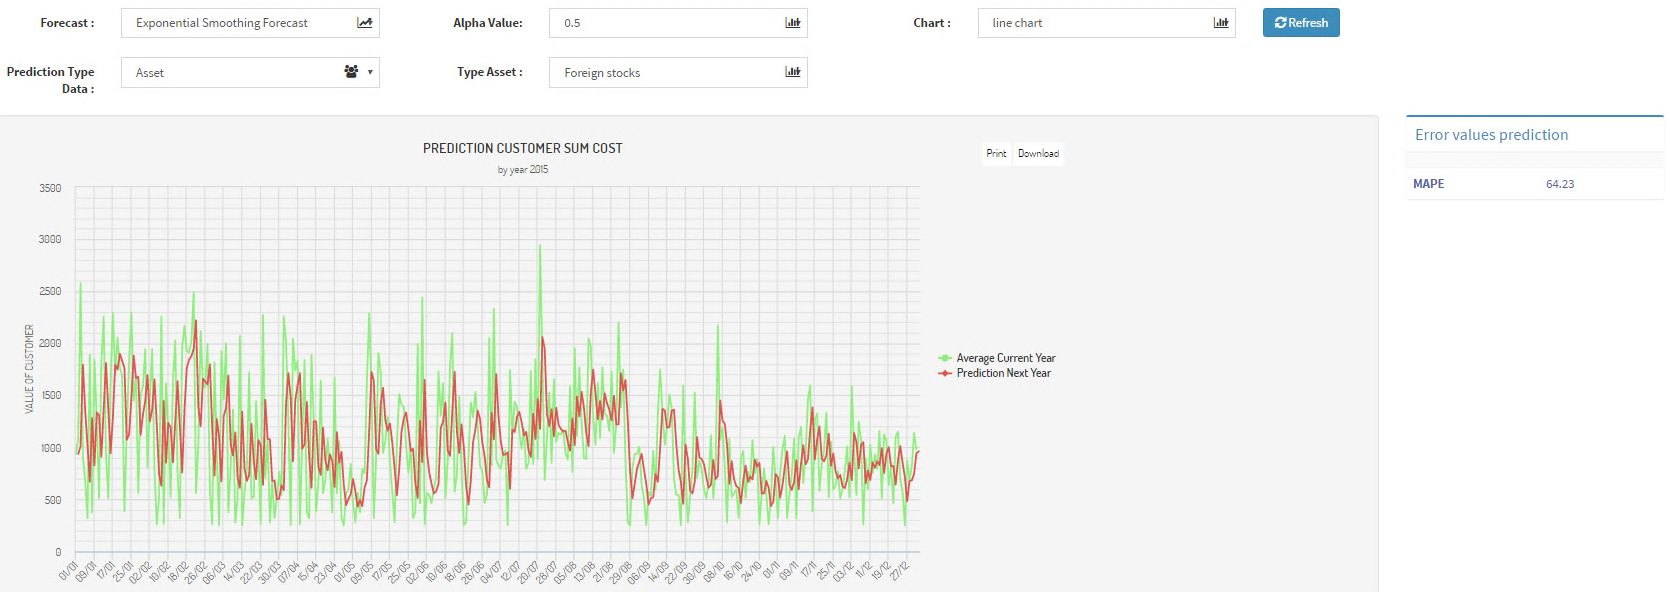 Forecast : Exponential Smoothing Forecast Alpha Value: 0.5 Chart : line chart Refresh
Prediction Type Data : Asset Type Asset : Foreign stocks
PREDICTION CUSTOMER SUM COST
by year 2015
Print Download
Error values prediction
MAPE 64.23
VALUE OF CUSTOMER
3500
3000
2500
2000
1500
1000
500
0
Average Current Year
Prediction Next Year
01/01 09/01 17/01 25/01 02/02 10/02 18/02 26/02 06/03 14/03 22/03 30/03 07/04 15/04 23/04 01/05 09/05 17/05 25/05 02/06 10/06 18/06 26/06 04/07 12/07 20/07 28/07 05/08 13/08 21/08 29/08 06/09 14/09 22/09 30/09 08/10 16/10 24/10 01/11 09/11 17/11 25/11 03/12 11/12 19/12 27/12